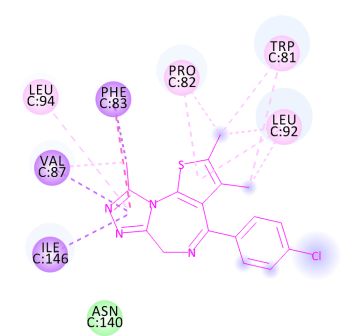 TRP
C:81
PRO
C:82
LEU
C:94
PHE
C:83
LEU
C:92
VAL
C:87
S
N
N
N
ILE
C:146
N
N
Cl
ASN
C:140